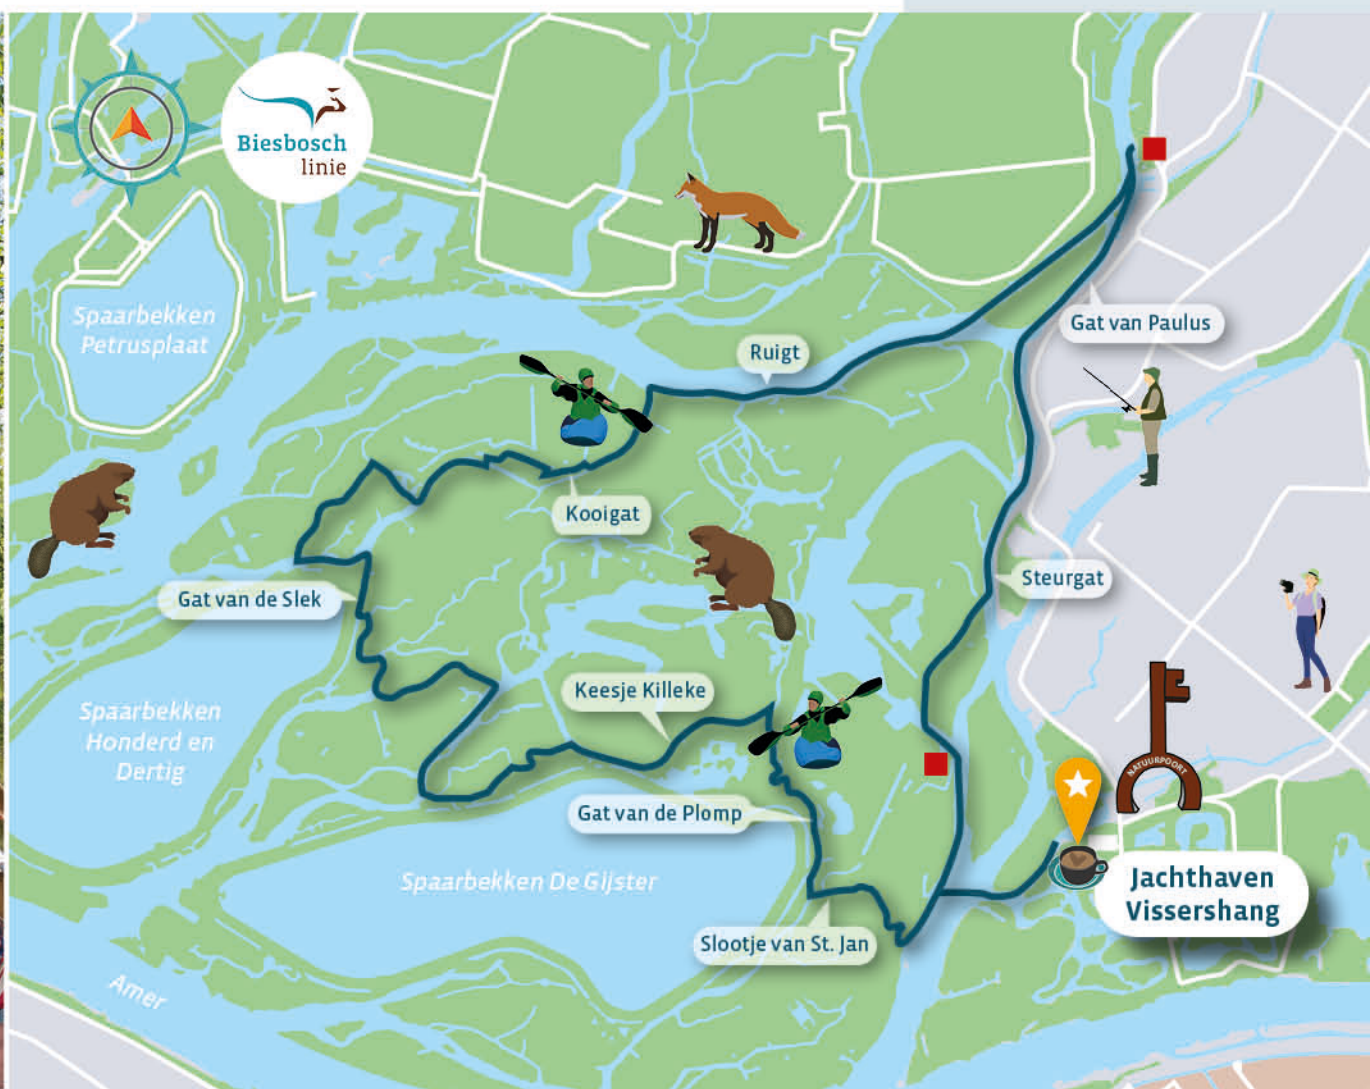 Biesbosch
linie
Spaarbekken
Petrusplaat
Ruigt
Gat van Paulus
Kooigat
Steurgat
Gat van de Slek
Keesje Killeke
Spaarbekken
Honderd en
Dertig
NATUURPOORT
Gat van de Plomp
Spaarbekken De Gijster
Jachthaven
Vissershang
Slootje van St. Jan
Amer